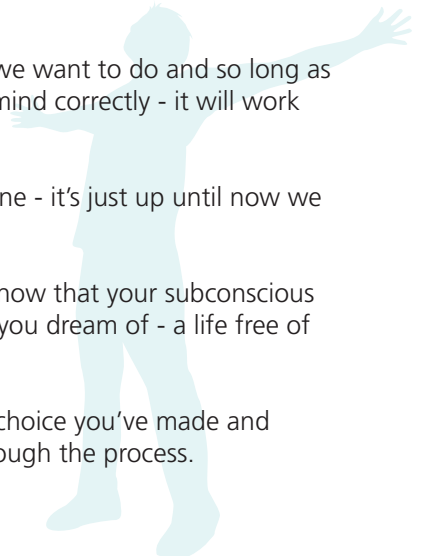 we want to do and so long as
mind correctly - it will work
ne - it's just up until now we
now that your subconscious
you dream of - a life free of
choice you've made and
ough the process.